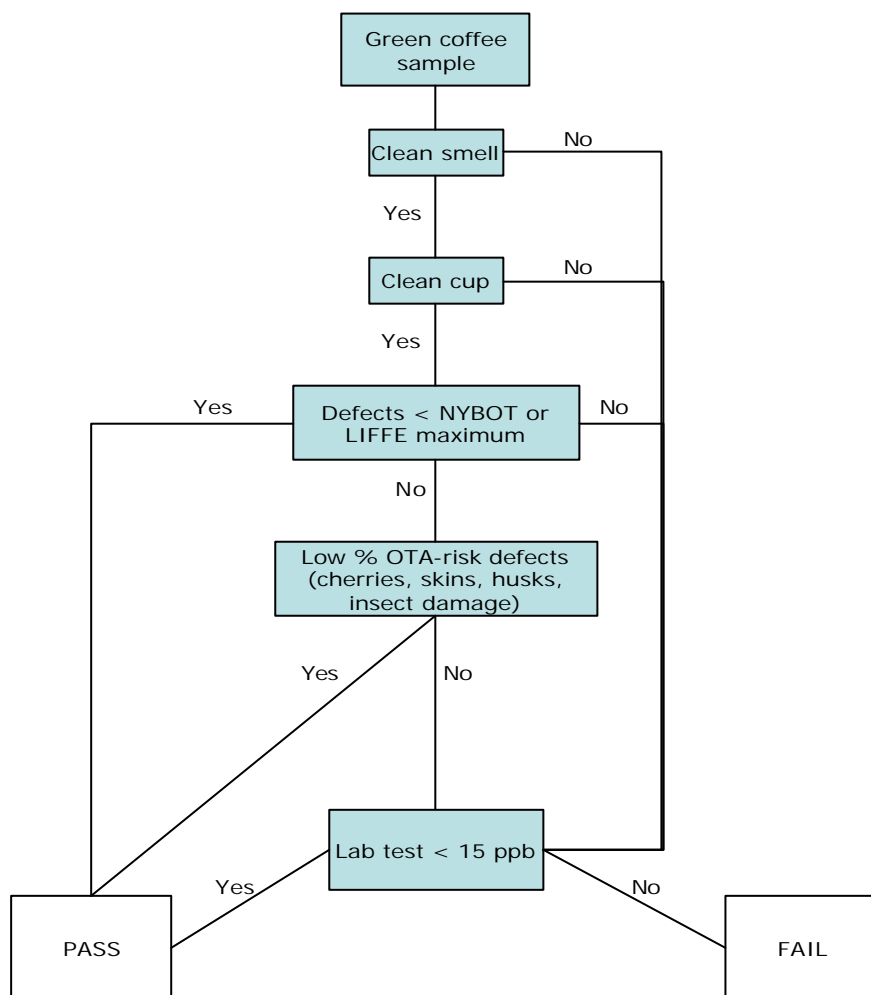 Green coffee
sample
Clean smell
No
Yes
Clean cup
No
Yes
Yes
Defects < NYBOT or
LIFFE maximum
No
No
Low % OTA-risk defects
(cherries, skins, husks,
insect damage)
Yes
No
Lab test < 15 ppb
Yes
No
PASS
FAIL